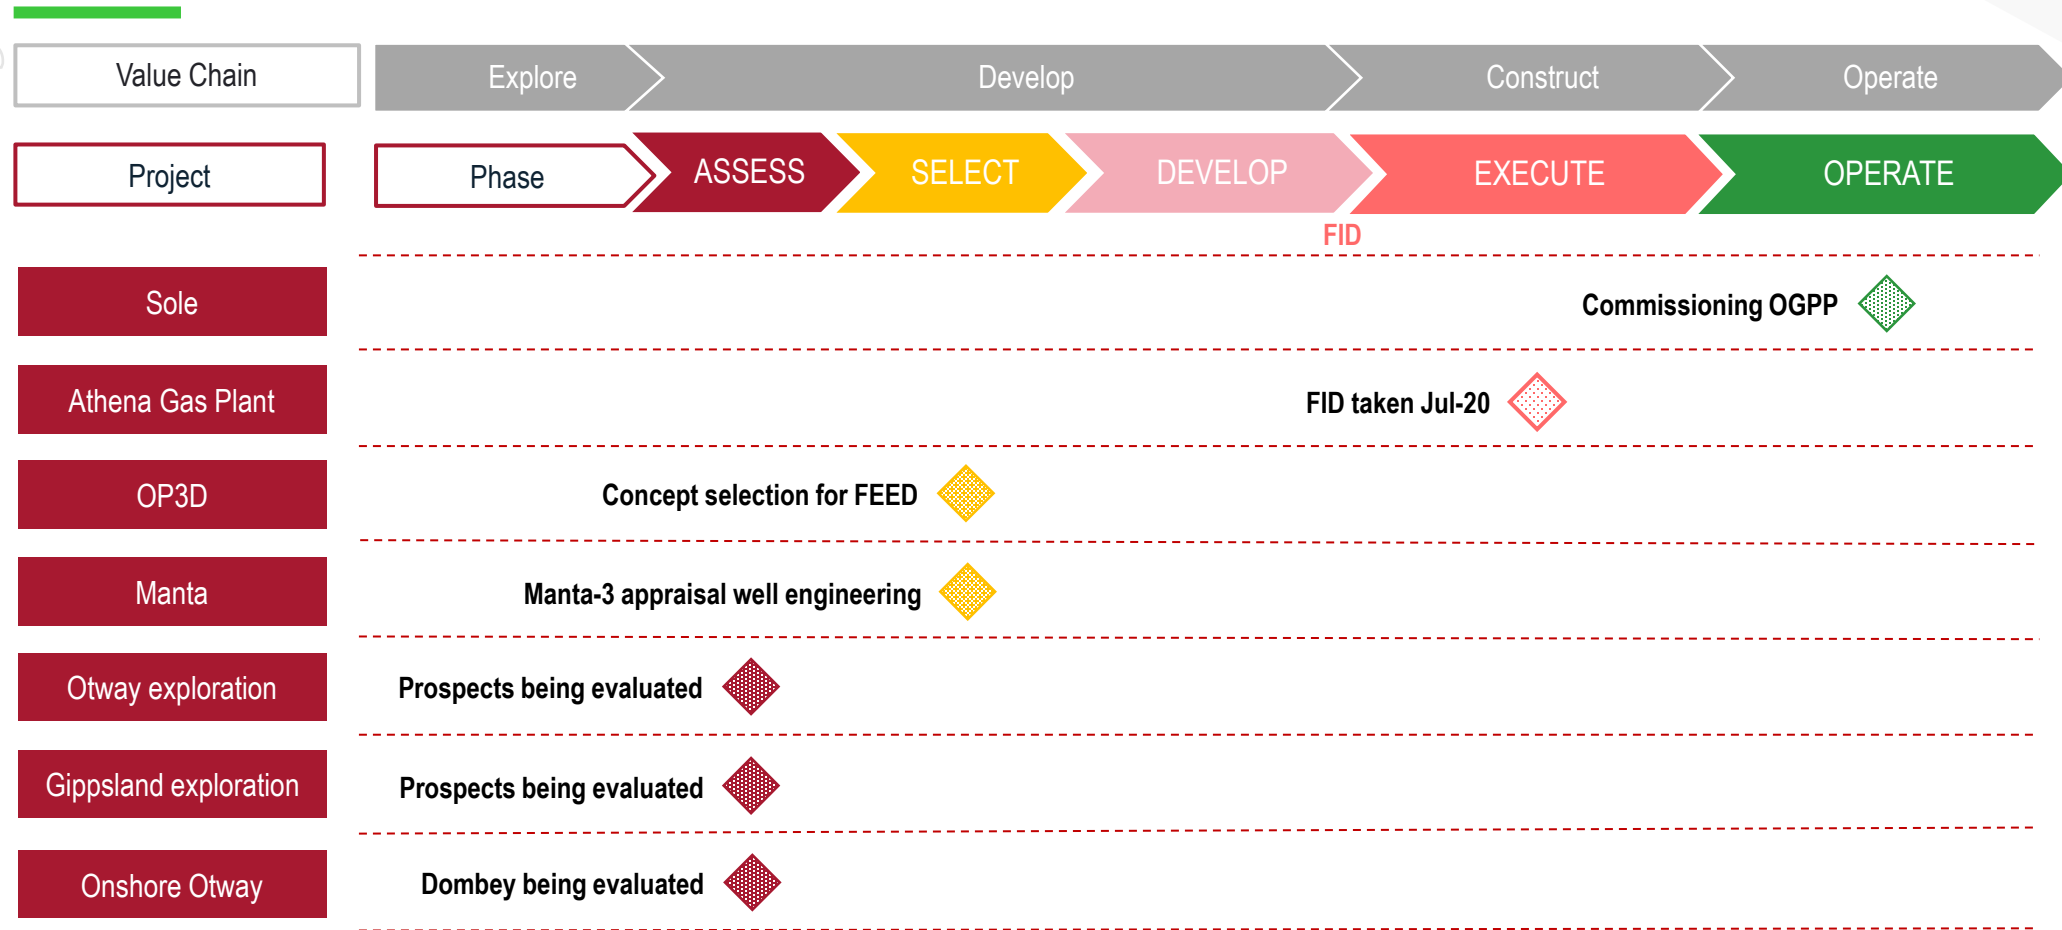 Value Chain
Explore
Develop
Construct
Operate
Project
Phase
ASSESS
SELECT
DEVELOP
EXECUTE
OPERATE
FID
Sole
Commissioning OGPP
Athena Gas Plant
FID taken Jul-20
OP3D
Concept selection for FEED
Manta
Manta-3 appraisal well engineering
Otway exploration
Prospects being evaluated
Gippsland exploration
Prospects being evaluated
Onshore Otway
Dombey being evaluated